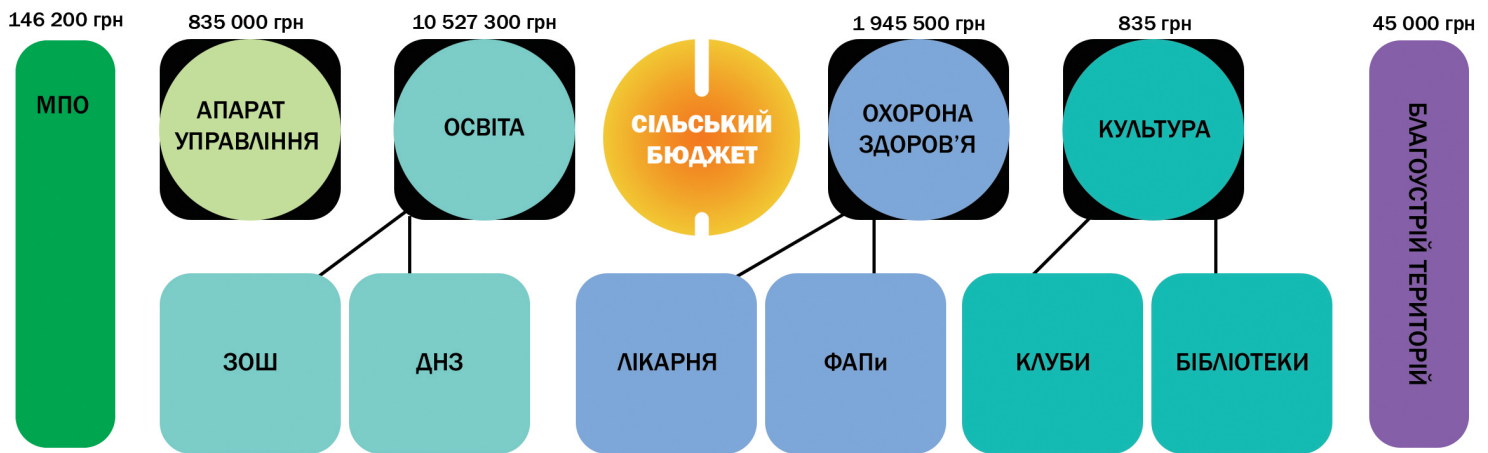 146 200 грн
835 000 грн
10 527 300 грн
1 945 500 грн
835 грн
45 000 грн
МПО
АПАРАТ
УПРАВЛІННЯ
ОСВІТА
СІЛЬСЬКИЙ
БЮДЖЕТ
ОХОРОНА
ЗДОРОВ’Я
КУЛЬТУРА
БЛАГОУСТРІЙ ТЕРИТОРІЙ
ЗОШ
ДНЗ
ЛІКАРНЯ
ФАПи
КЛУБИ
БІБЛІОТЕКИ